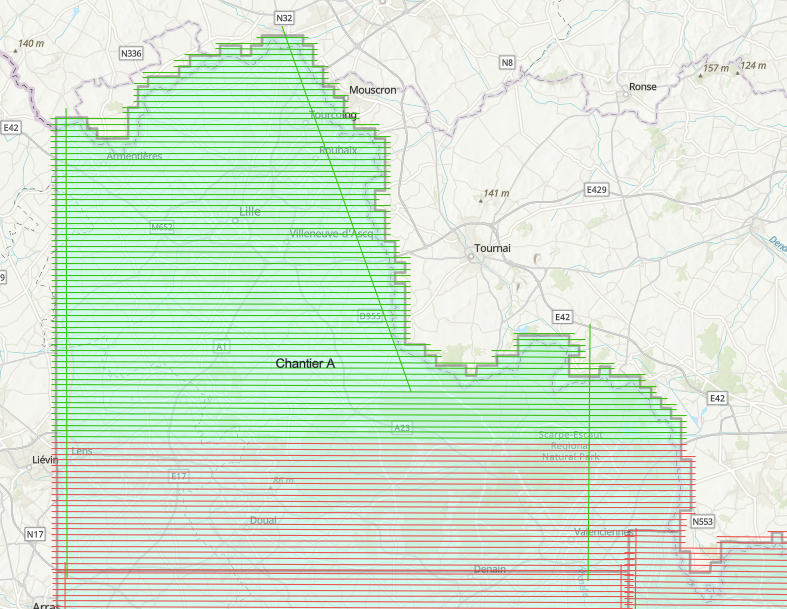 N32
140 m
N336
N8
157 m
124 m
Mouscron
Ronse
Tourcoing
E42
Armentières
Roubaix
E429
141 m
Lille
M652
Villeneuve-d'Ascq
Tournai
9
D955
E42
A1
Chantier A
E42
A23
Scarpe-Escaut
Regional
Natural Park
Lens
Liévin
E17
86 m
Douai
N553
N17
Valenciennes
Denain
Arras